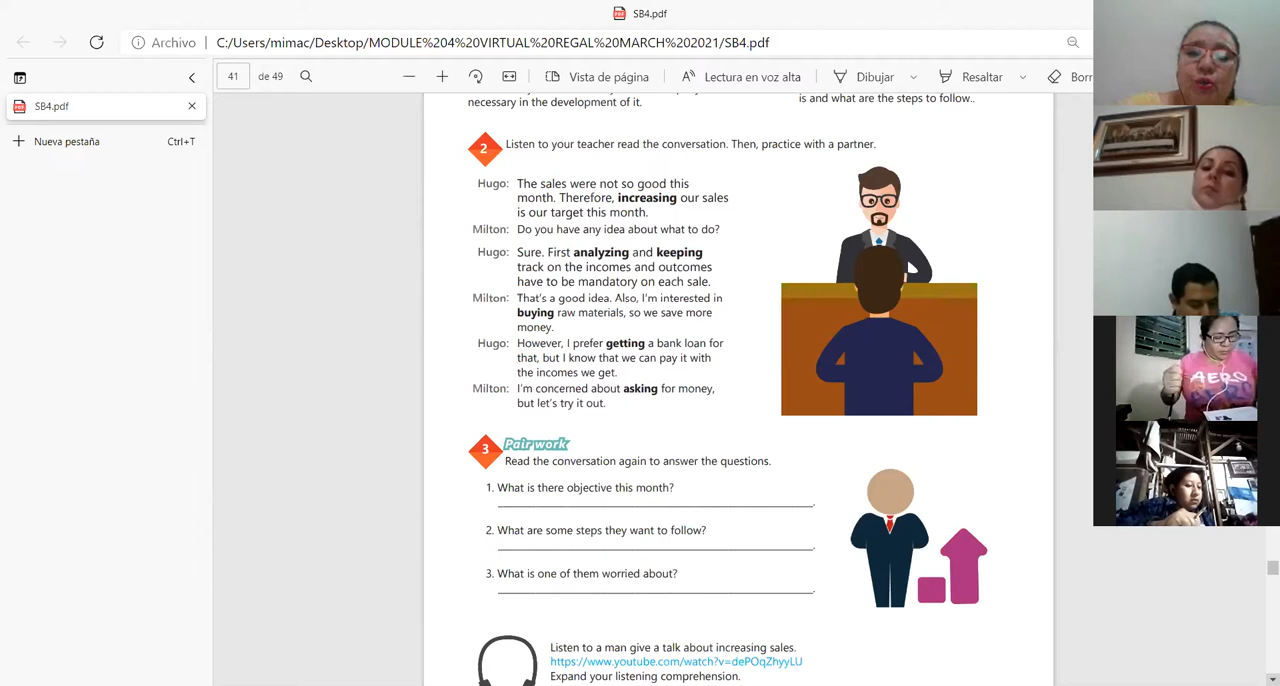 SB4.pdf
Archivo
C:/Users/mimac/Desktop/MODULE%204%20VIRTUAL%20REGAL%20MARCH%202021/SB4.pdf
41 de 49
Vista de página
Lectura en voz alta
Dibujar
Resaltar
Borr
SB4.pdf
Nueva pestaña Ctrl+T
necessary in the development of it.
is and what are the steps to follow..
2 Listen to your teacher read the conversation. Then, practice with a partner.
Hugo: The sales were not so good this
month. Therefore, increasing our sales
is our target this month.
Milton: Do you have any idea about what to do?
Hugo: Sure. First analyzing and keeping
track on the incomes and outcomes
have to be mandatory on each sale.
Milton: That's a good idea. Also, I'm interested in
buying raw materials, so we save more
money.
Hugo: However, I prefer getting a bank loan for
that, but I know that we can pay it with
the incomes we get.
Milton: I'm concerned about asking for money,
but let's try it out.
3 Pair work
Read the conversation again to answer the questions.
1. What is there objective this month?
2. What are some steps they want to follow?
3. What is one of them worried about?
Listen to a man give a talk about increasing sales.
https://www.youtube.com/watch?v=dePOqZhyyLU
Expand your listening comprehension.
AERO